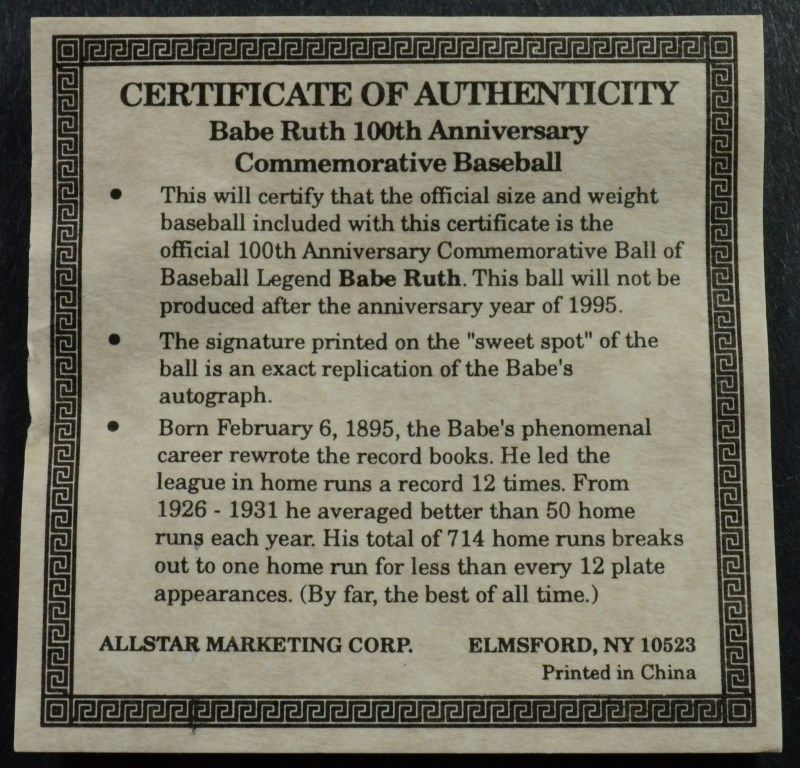 CERTIFICATE OF AUTHENTICITY
Babe Ruth 100th Anniversary
Commemorative Baseball
• This will certify that the official size and weight
baseball included with this certificate is the
official 100th Anniversary Commemorative Ball of
Baseball Legend Babe Ruth. This ball will not be
produced after the anniversary year of 1995.
• The signature printed on the "sweet spot" of the
ball is an exact replication of the Babe's
autograph.
• Born February 6, 1895, the Babe's phenomenal
career rewrote the record books. He led the
league in home runs a record 12 times. From
1926 - 1931 he averaged better than 50 home
runs each year. His total of 714 home runs breaks
out to one home run for less than every 12 plate
appearances. (By far, the best of all time.)
ALLSTAR MARKETING CORP. ELMSFORD, NY 10523
Printed in China